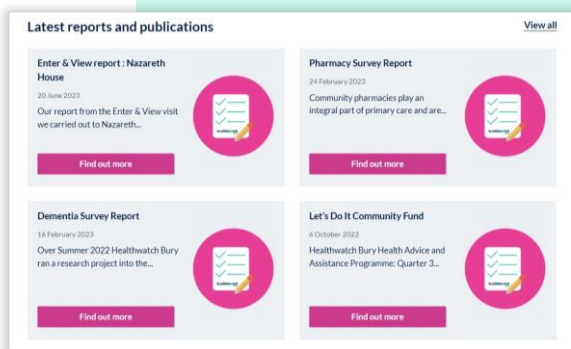 Latest reports and publications
View all
Enter & View report : Nazareth
House
20 June 2023
Our report from the Enter & View visit
we carried out to Nazareth...
Find out more
Pharmacy Survey Report
24 February 2023
Community pharmacies play an
integral part of primary care and are...
Find out more
Dementia Survey Report
16 February 2023
Over Summer 2022 Healthwatch Bury
ran a research project into the...
Find out more
Let's Do It Community Fund
6 October 2022
Healthwatch Bury Health Advice and
Assistance Programme: Quarter 3...
Find out more